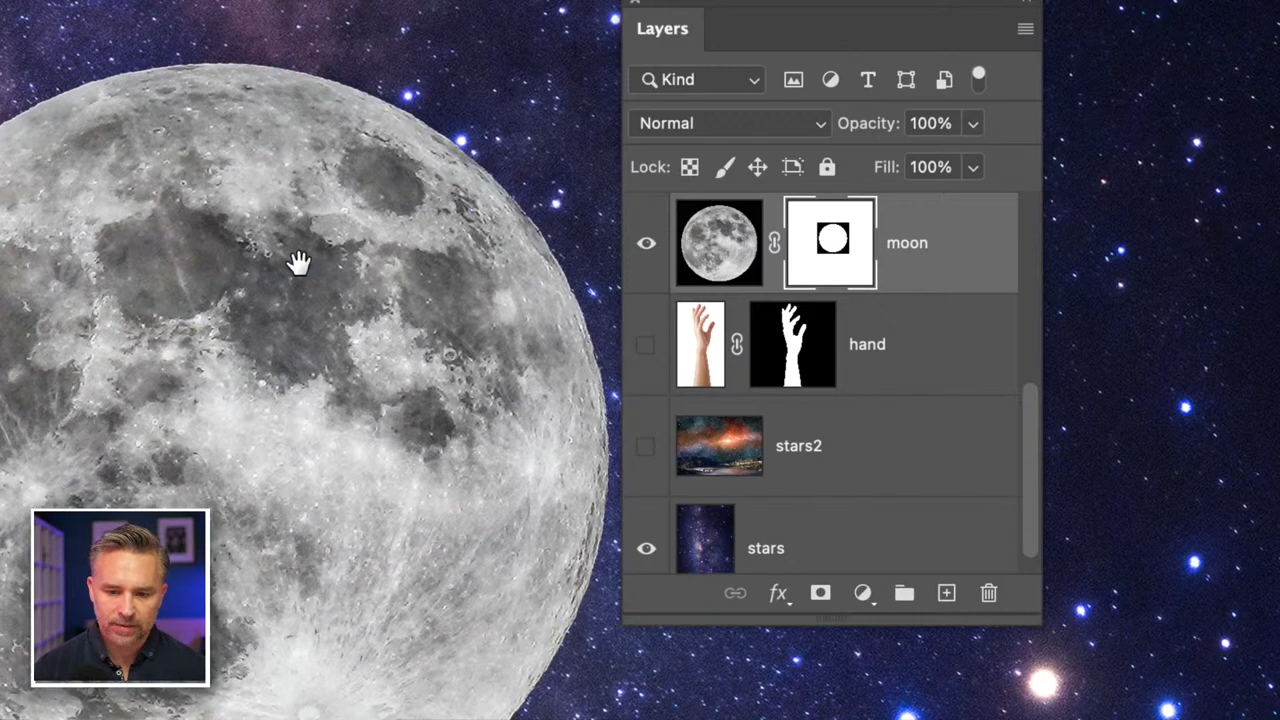 Layers
Kind
Normal Opacity: 100%
Lock: Fill: 100%
moon
hand
stars2
stars
fx